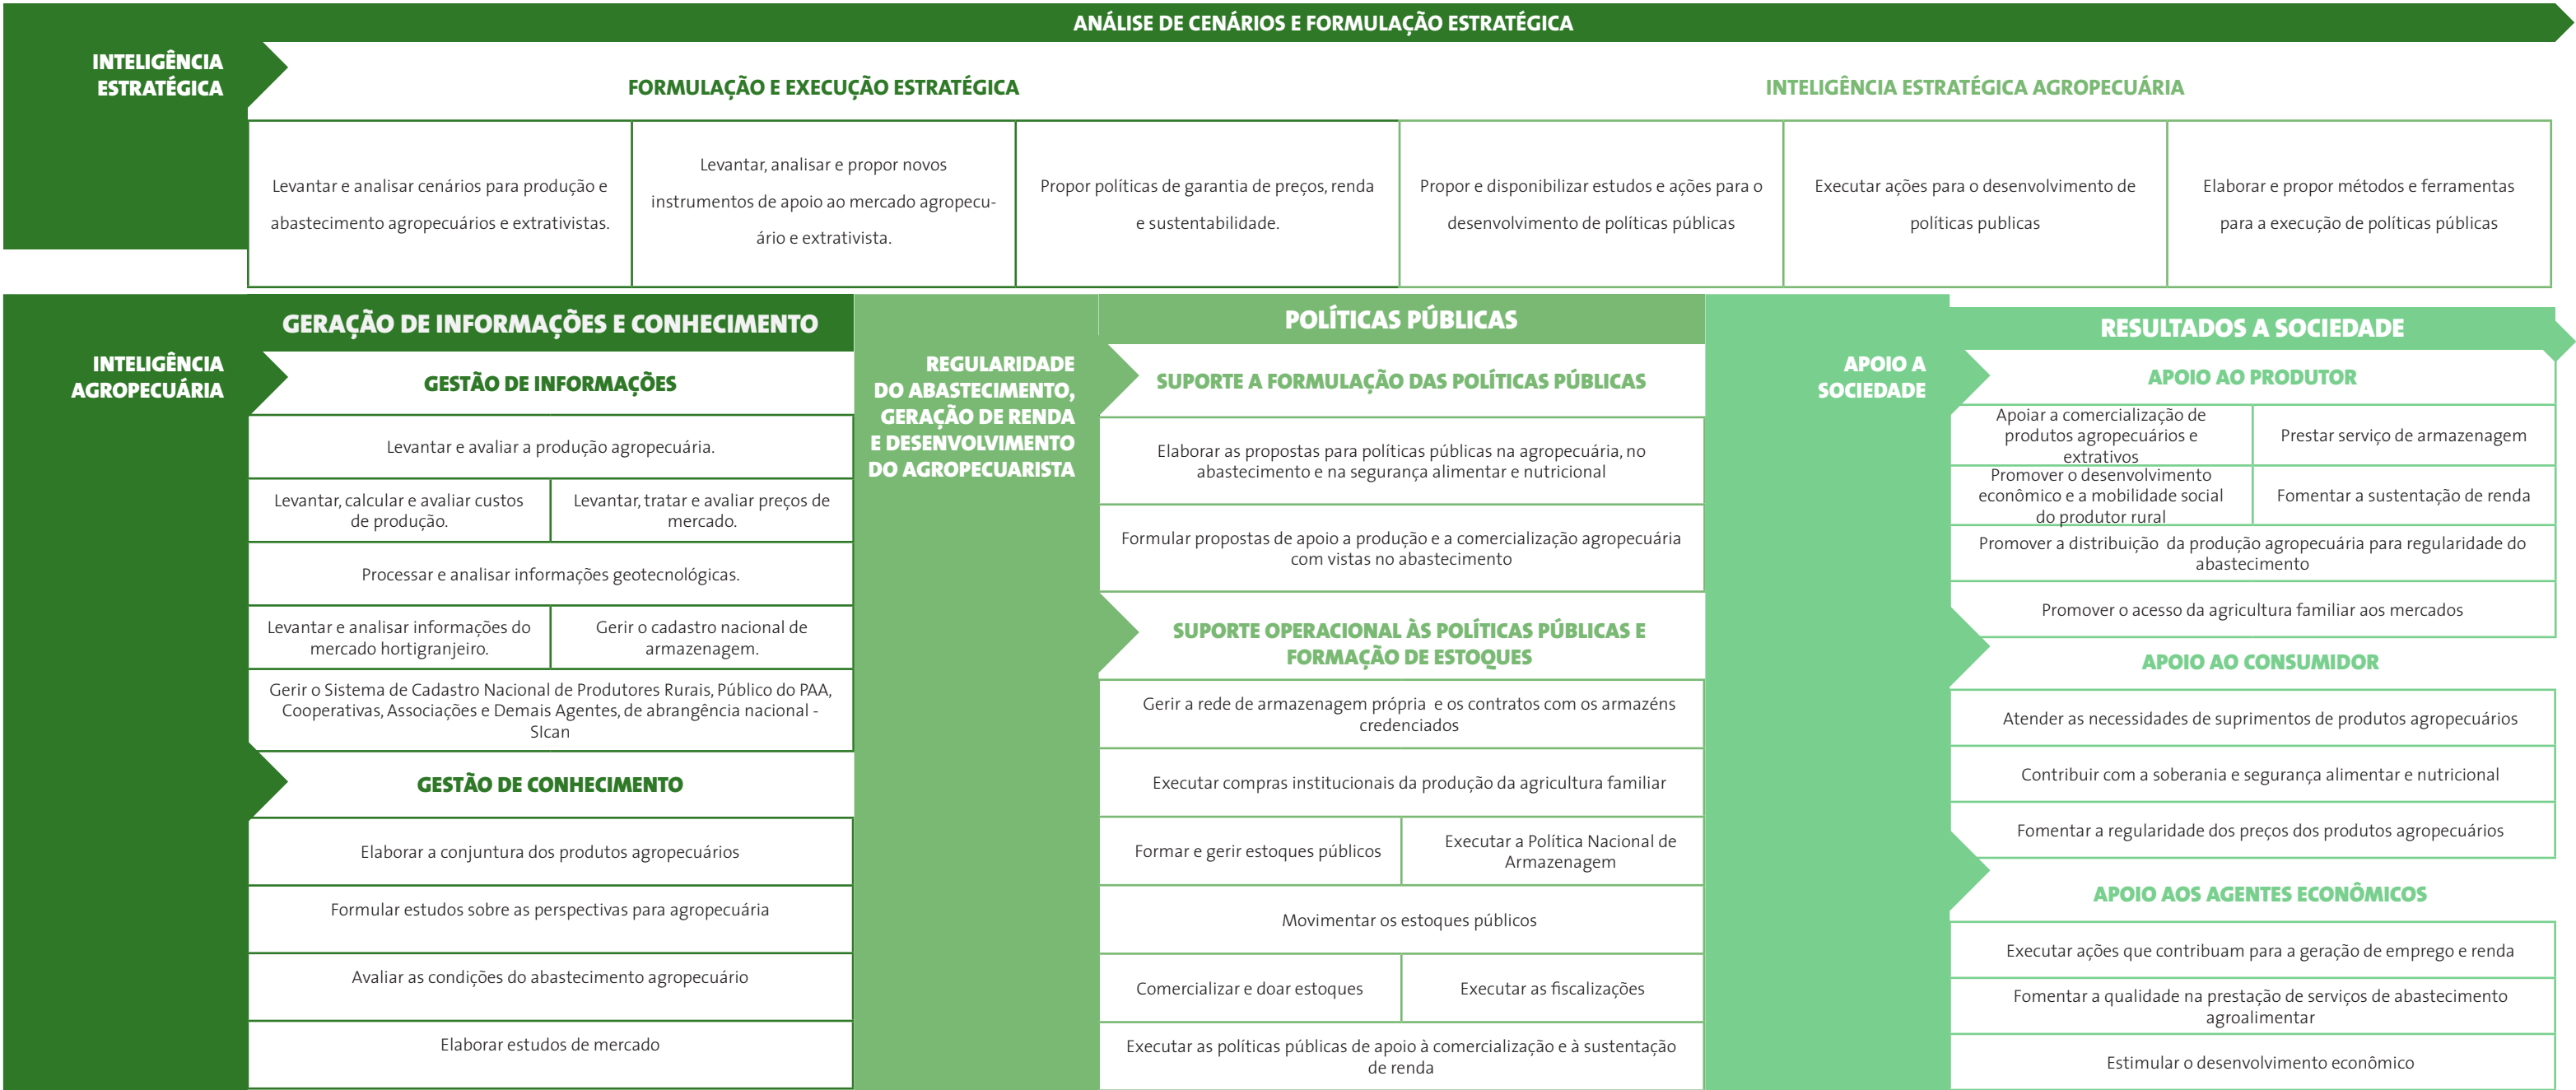 ANÁLISE DE CENÁRIOS E FORMULAÇÃO ESTRATÉGICA
INTELIGÊNCIA
ESTRATÉGICA
FORMULAÇÃO E EXECUÇÃO ESTRATÉGICA
Levantar e analisar cenários para produção e
abastecimento agropecuários e extrativistas.
Levantar, analisar e propor novos
instrumentos de apoio ao mercado agropecu-
ário e extrativista.
Propor políticas de garantia de preços, renda
e sustentabilidade.
INTELIGÊNCIA ESTRATÉGICA AGROPECUÁRIA
Propor e disponibilizar estudos e ações para o
desenvolvimento de políticas públicas
Executar ações para o desenvolvimento de
políticas publicas
Elaborar e propor métodos e ferramentas
para a execução de políticas públicas
INTELIGÊNCIA
AGROPECUÁRIA
GERAÇÃO DE INFORMAÇÕES E CONHECIMENTO
GESTÃO DE INFORMAÇÕES
Levantar e avaliar a produção agropecuária.
Levantar, calcular e avaliar custos
de produção.
Levantar, tratar e avaliar preços de
mercado.
Processar e analisar informações geotecnológicas.
Levantar e analisar informações do
mercado hortigranjeiro.
Gerir o cadastro nacional de
armazenagem.
Gerir o Sistema de Cadastro Nacional de Produtores Rurais, Público do PAA,
Cooperativas, Associações e Demais Agentes, de abrangência nacional -
SIcan
GESTÃO DE CONHECIMENTO
Elaborar a conjuntura dos produtos agropecuários
Formular estudos sobre as perspectivas para agropecuária
Avaliar as condições do abastecimento agropecuário
Elaborar estudos de mercado
REGULARIDADE
DO ABASTECIMENTO,
GERAÇÃO DE RENDA
E DESENVOLVIMENTO
DO AGROPECUARISTA
POLÍTICAS PÚBLICAS
SUPORTE A FORMULAÇÃO DAS POLÍTICAS PÚBLICAS
Elaborar as propostas para políticas públicas na agropecuária, no
abastecimento e na segurança alimentar e nutricional
Formular propostas de apoio a produção e a comercialização agropecuária
com vistas no abastecimento
SUPORTE OPERACIONAL ÀS POLÍTICAS PÚBLICAS E
FORMAÇÃO DE ESTOQUES
Gerir a rede de armazenagem própria e os contratos com os armazéns
credenciados
Executar compras institucionais da produção da agricultura familiar
Formar e gerir estoques públicos
Executar a Política Nacional de
Armazenagem
Movimentar os estoques públicos
Comercializar e doar estoques
Executar as fiscalizações
Executar as políticas públicas de apoio à comercialização e à sustentação
de renda
APOIO A
SOCIEDADE
RESULTADOS A SOCIEDADE
APOIO AO PRODUTOR
Apoiar a comercialização de
produtos agropecuários e
extrativos
Prestar serviço de armazenagem
Promover o desenvolvimento
econômico e a mobilidade social
do produtor rural
Fomentar a sustentação de renda
Promover a distribuição da produção agropecuária para regularidade do
abastecimento
Promover o acesso da agricultura familiar aos mercados
APOIO AO CONSUMIDOR
Atender as necessidades de suprimentos de produtos agropecuários
Contribuir com a soberania e segurança alimentar e nutricional
Fomentar a regularidade dos preços dos produtos agropecuários
APOIO AOS AGENTES ECONÔMICOS
Executar ações que contribuam para a geração de emprego e renda
Fomentar a qualidade na prestação de serviços de abastecimento
agroalimentar
Estimular o desenvolvimento econômico